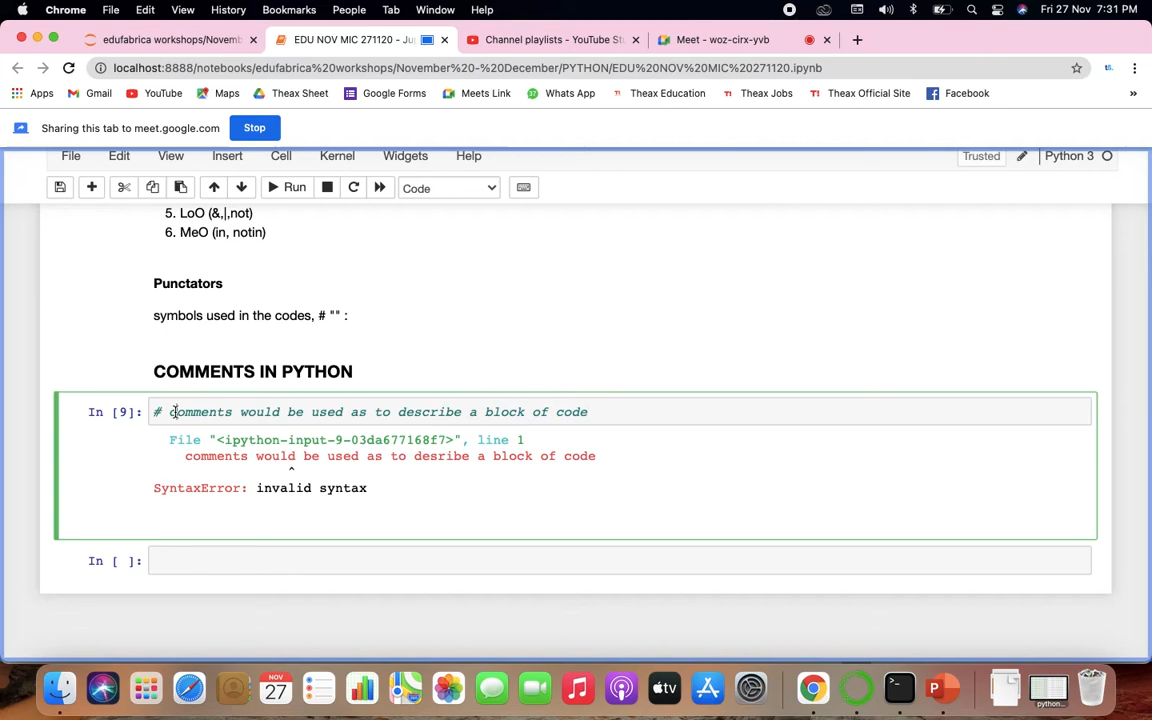 Chrome File Edit View History Bookmarks People Tab Window Help Fri 27 Nov 7:31 PM
edufabrica workshops/Novemb EDU NOV MIC 271120 - Ju Channel playlists - YouTube St Meet - woz-cirx-yvb
localhost:8888/notebooks/edufabrica%20workshops/November%20-%20December/PYTHON/EDU%20NOV%20MIC%20271120.ipynb
Apps Gmail YouTube Maps Theax Sheet Google Forms Meets Link Whats App Theax Education Theax Jobs Theax Official Site Facebook »
Sharing this tab to meet.google.com Stop
File Edit View Insert Cell Kernel Widgets Help Trusted Python 3
Run Code
5. LoO (&,|,not)
6. MeO (in, notin)
Punctators
symbols used in the codes, # "" :
COMMENTS IN PYTHON
In [9]: # comments would be used as to describe a block of code
File "<ipython-input-9-03da677168f7>", line 1
comments would be used as to desribe a block of code
^
SyntaxError: invalid syntax
In [ ]:
NOV
27
tv
python...